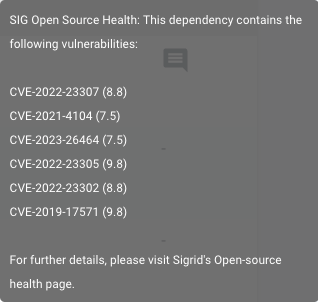 SIG Open Source Health: This dependency contains the
following vulnerabilities:
CVE-2022-23307 (8.8)
CVE-2021-4104 (7.5)
CVE-2023-26464 (7.5)
CVE-2022-23305 (9.8)
CVE-2022-23302 (8.8)
CVE-2019-17571 (9.8)
For further details, please visit Sigrid's Open-source
health page.